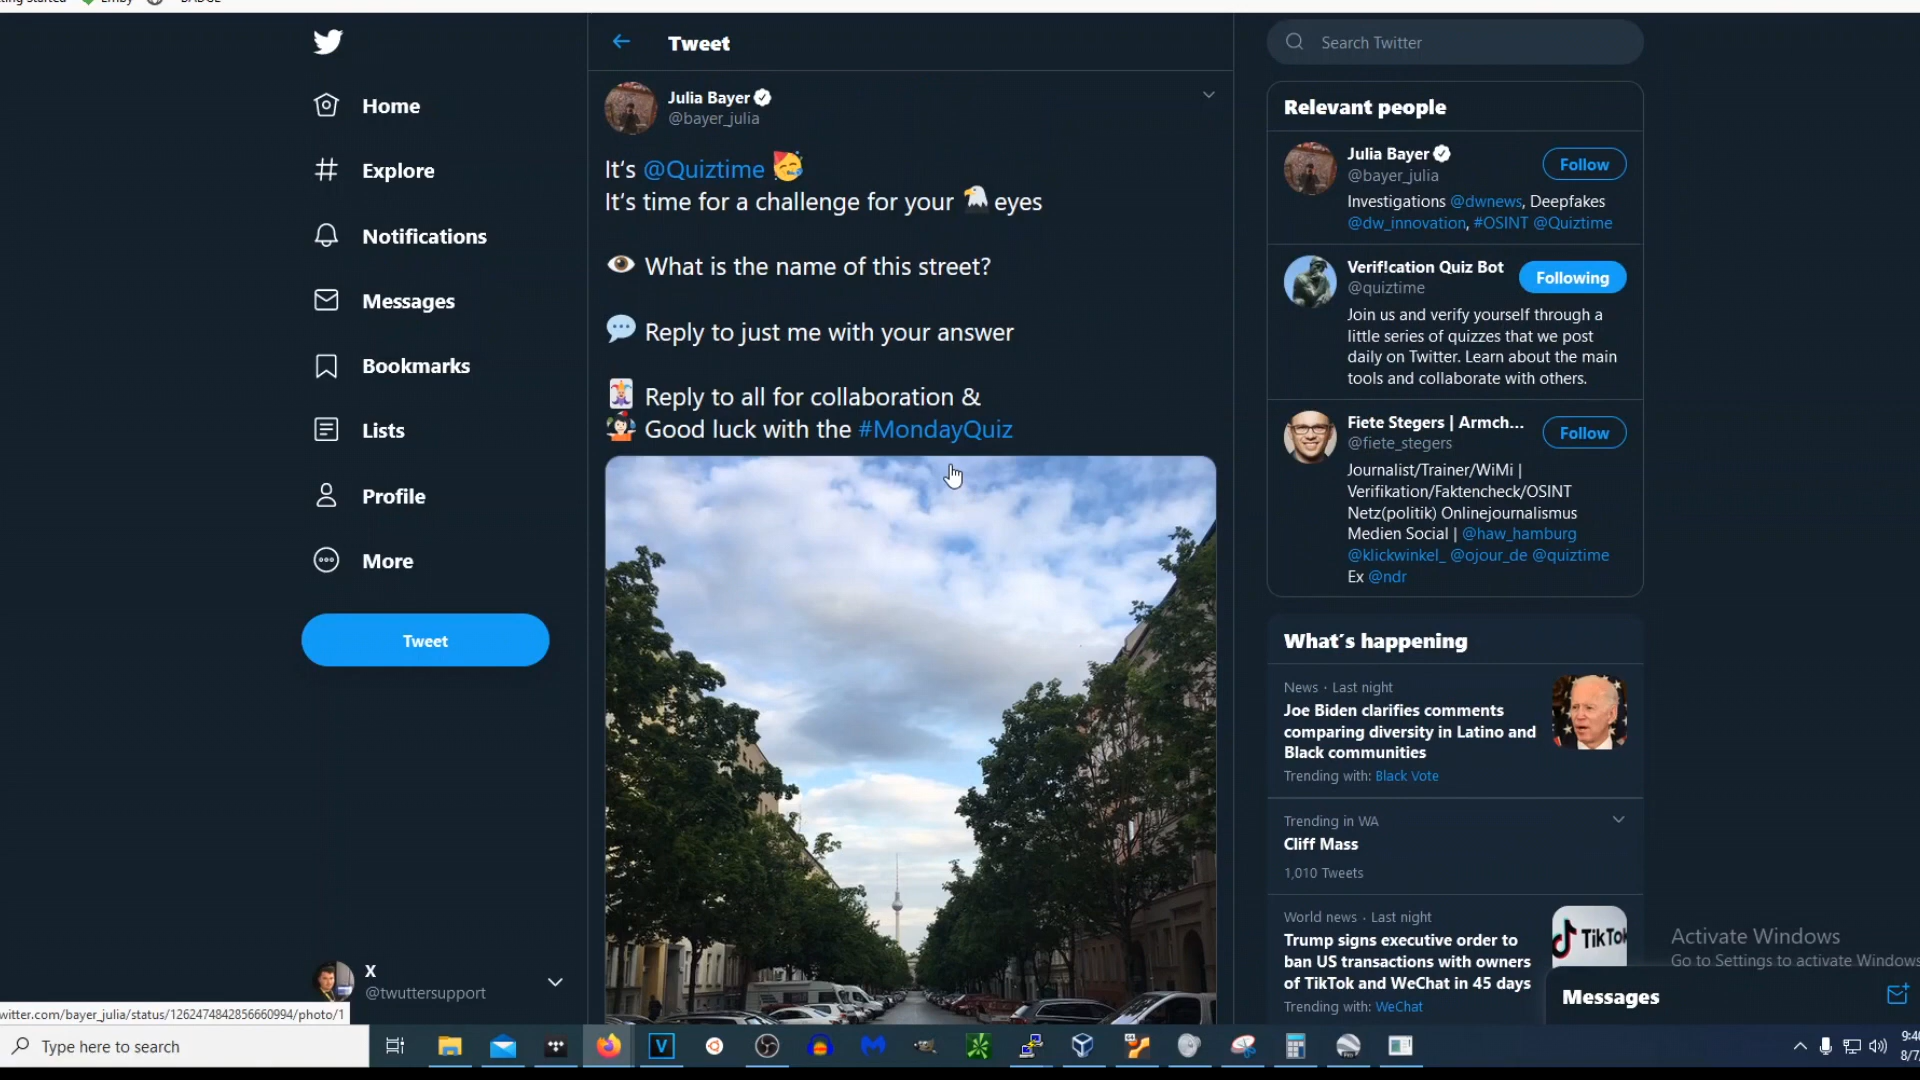 Emby
Tweet
Search Twitter
Home
Explore
Notifications
Messages
Bookmarks
Lists
Profile
More
Tweet
X
@twuttersupport
Julia Bayer
@bayer_julia
It‘s @Quiztime
It’s time for a challenge for your eyes
What is the name of this street?
Reply to just me with your answer
Reply to all for collaboration &
Good luck with the #MondayQuiz
Relevant people
Julia Bayer
@bayer_julia
Follow
Investigations @dwnews, Deepfakes
@dw_innovation, #OSINT @Quiztime
Verif!cation Quiz Bot
@quiztime
Following
Join us and verify yourself through a
little series of quizzes that we post
daily on Twitter. Learn about the main
tools and collaborate with others.
Fiete Stegers | Armch...
@fiete_stegers
Follow
Journalist/Trainer/WiMi |
Verifikation/Faktencheck/OSINT
Netz(politik) Onlinejournalismus
Medien Social | @haw_hamburg
@klickwinkel_ @ojour_de @quiztime
Ex @ndr
What’s happening
News · Last night
Joe Biden clarifies comments
comparing diversity in Latino and
Black communities
Trending with: Black Vote
Trending in WA
Cliff Mass
1,010 Tweets
World news · Last night
Trump signs executive order to
ban US transactions with owners
of TikTok and WeChat in 45 days
Trending with: WeChat
TikTok
Activate Windows
Go to Settings to activate Windows
Messages
witter.com/bayer_julia/status/1262474842856660994/photo/1
Type here to search
V
9:40
8/7/